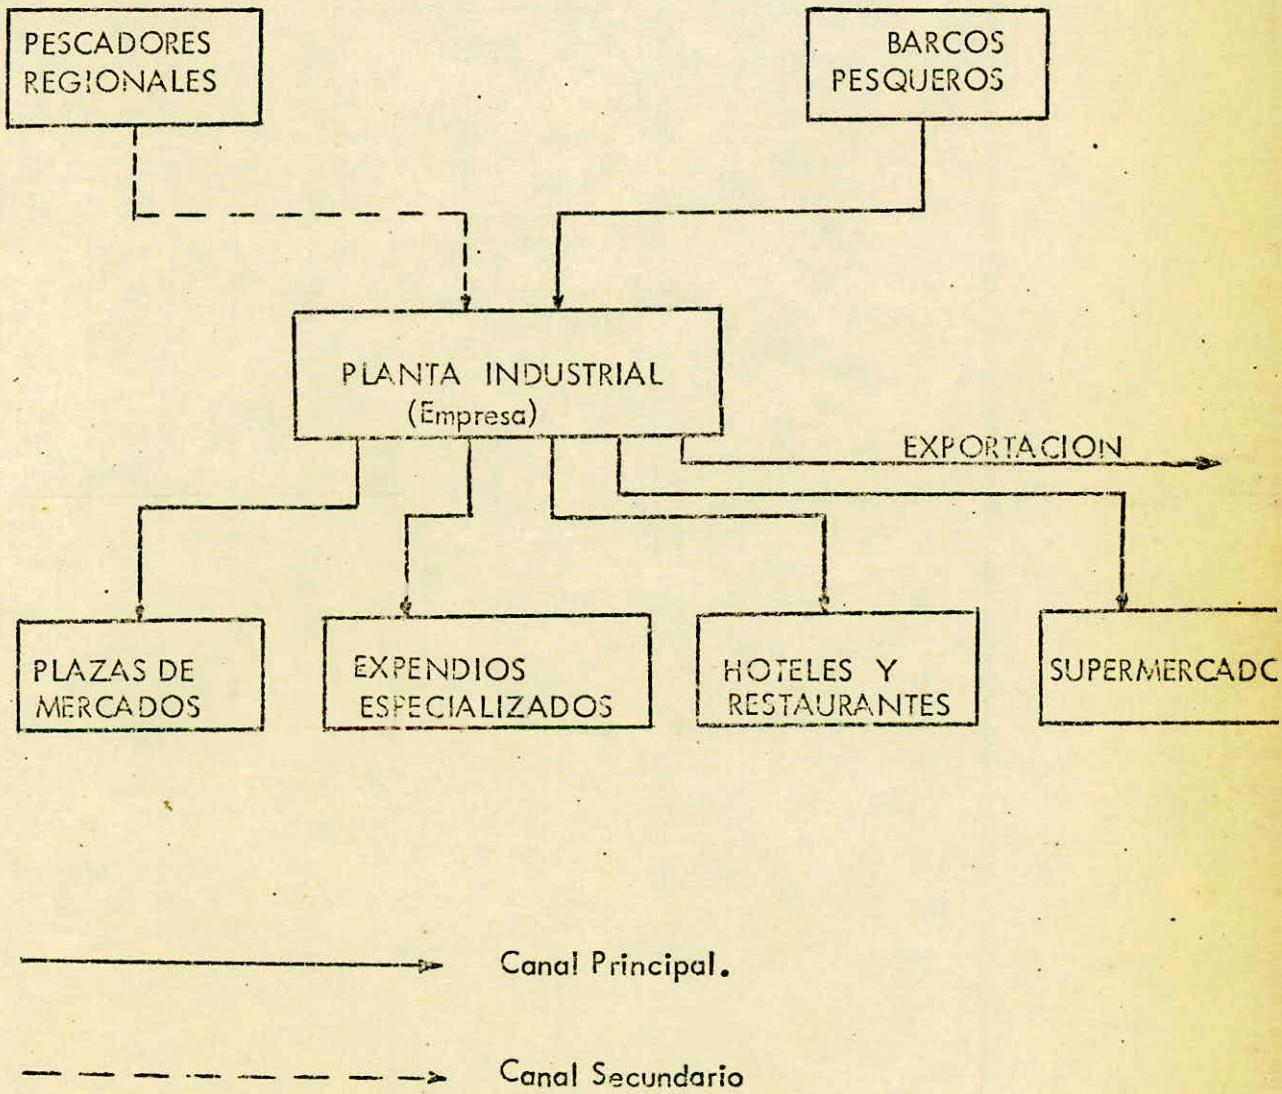 PESCADORES
REGIONALES
BARCOS
PESQUEROS
PLANTA INDUSTRIAL
(Empresa)
EXPORTACION
PLAZAS DE
MERCADOS
EXPENDIOS
ESPECIALIZADOS
HOTELES Y
RESTAURANTES
SUPERMERCADO
Canal Principal.
Canal Secundario